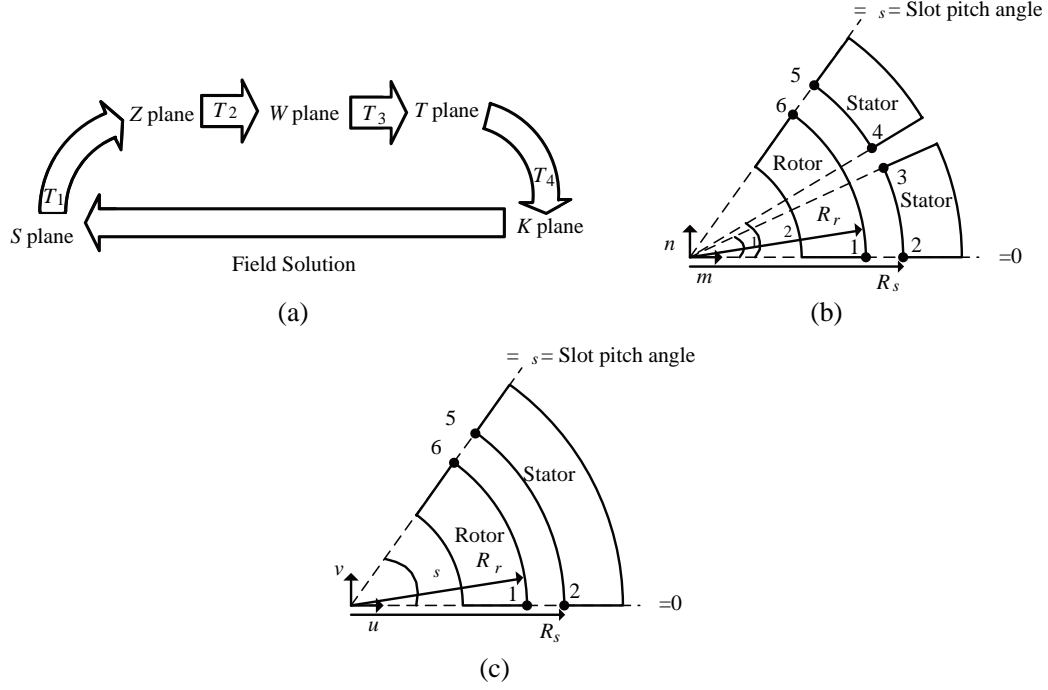 Z plane
T2
W plane
T3
T plane
T1
T4
S plane
K plane
Field Solution
(a)
= s = Slot pitch angle
5
6
Stator
4
Rotor
3
Stator
Rr
n
1
2
1
2
=0
m
Rs
(b)
= s = Slot pitch angle
5
6
Stator
Rotor
Rr
v
s
1
2
=0
u
Rs
(c)